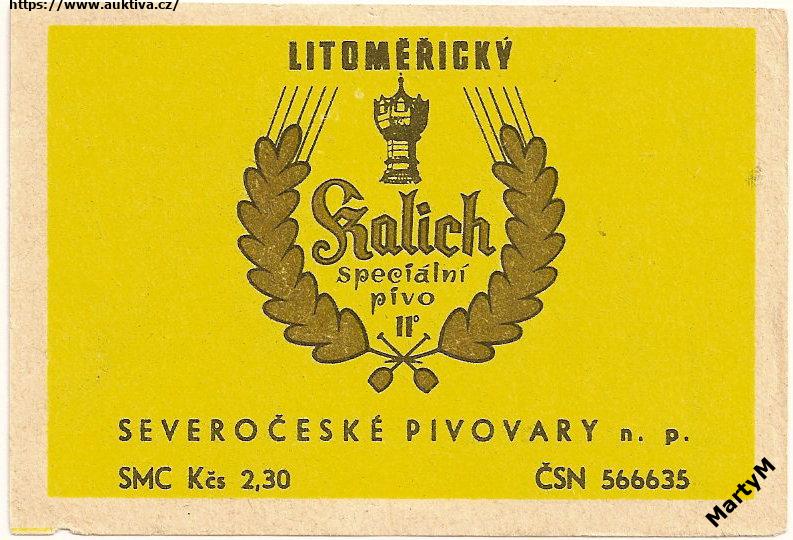 https://www.auktiva.cz/
LITOMĚŘICKÝ
Kalich
speciální
pivo
11°
SEVEROČESKÉ PIVOVARY n. p.
SMC Kčs 2,30
ČSN 566635
MartyM